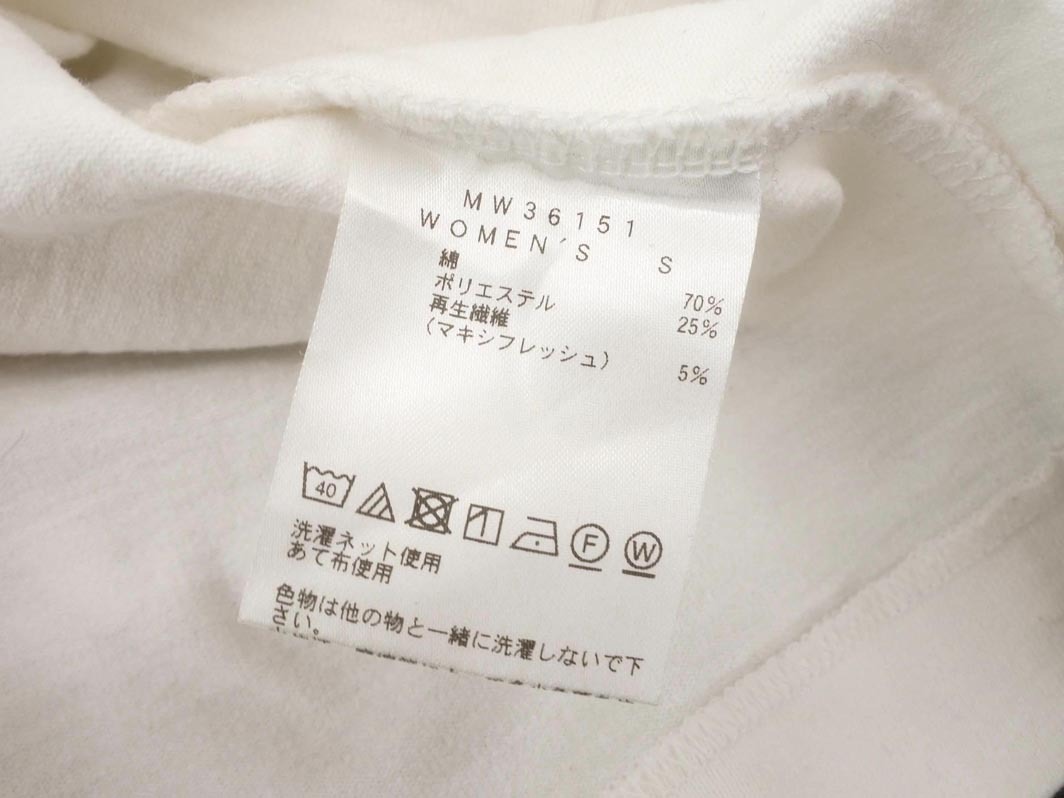 MW36151
WOMEN'S S
綿 70%
ポリエステル 25%
再生繊維
(マキシフレッシュ) 5%
40
F W
洗濯ネット使用
あて布使用
色物は他の物と一緒に洗濯しないで下
さい。